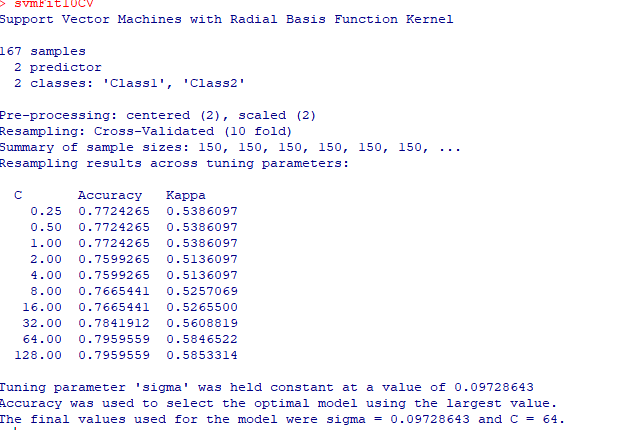 > svmFit10CV
Support Vector Machines with Radial Basis Function Kernel
167 samples
2 predictor
2 classes: 'Class1', 'Class2'
Pre-processing: centered (2), scaled (2)
Resampling: Cross-Validated (10 fold)
Summary of sample sizes: 150, 150, 150, 150, 150, 150, ...
Resampling results across tuning parameters:
C Accuracy Kappa
0.25 0.7724265 0.5386097
0.50 0.7724265 0.5386097
1.00 0.7724265 0.5386097
2.00 0.7599265 0.5136097
4.00 0.7599265 0.5136097
8.00 0.7665441 0.5257069
16.00 0.7665441 0.5265500
32.00 0.7841912 0.5608819
64.00 0.7959559 0.5846522
128.00 0.7959559 0.5853314
Tuning parameter 'sigma' was held constant at a value of 0.09728643
Accuracy was used to select the optimal model using the largest value.
The final values used for the model were sigma = 0.09728643 and C = 64.